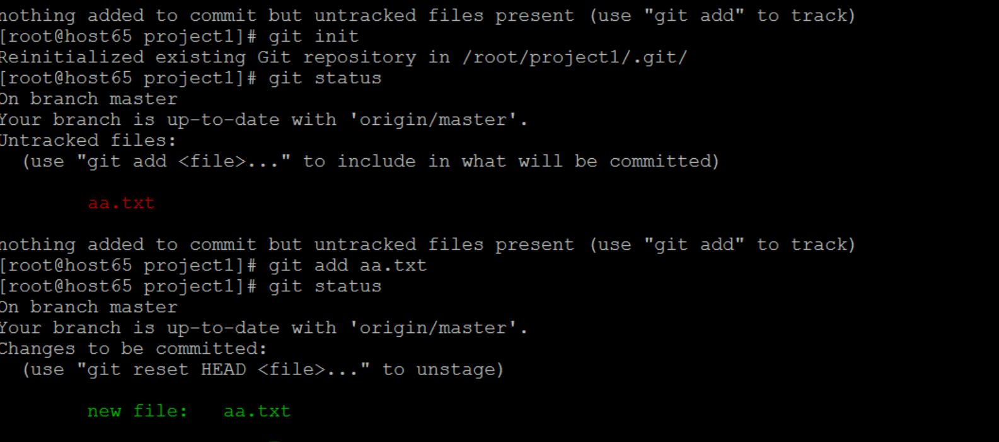 nothing added to commit but untracked files present (use "git add" to track)
[root@host65 project1]# git init
Reinitialized existing Git repository in /root/project1/.git/
[root@host65 project1]# git status
On branch master
Your branch is up-to-date with 'origin/master'.
Untracked files:
  (use "git add <file>..." to include in what will be committed)
        aa.txt
nothing added to commit but untracked files present (use "git add" to track)
[root@host65 project1]# git add aa.txt
[root@host65 project1]# git status
On branch master
Your branch is up-to-date with 'origin/master'.
Changes to be committed:
  (use "git reset HEAD <file>..." to unstage)
        new file:   aa.txt